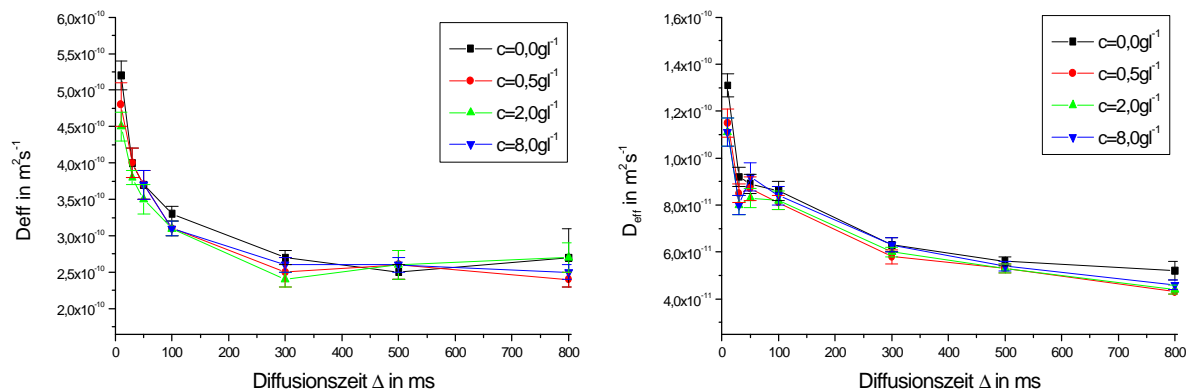 6,0x10⁻¹⁰
5,5x10⁻¹⁰
5,0x10⁻¹⁰
4,5x10⁻¹⁰
4,0x10⁻¹⁰
3,5x10⁻¹⁰
3,0x10⁻¹⁰
2,5x10⁻¹⁰
2,0x10⁻¹⁰
Deff in m²s⁻¹
c=0,0gl⁻¹
c=0,5gl⁻¹
c=2,0gl⁻¹
c=8,0gl⁻¹
0 100 200 300 400 500 600 700 800
Diffusionszeit Δ in ms
1,6x10⁻¹⁰
1,4x10⁻¹⁰
1,2x10⁻¹⁰
1,0x10⁻¹⁰
8,0x10⁻¹¹
6,0x10⁻¹¹
4,0x10⁻¹¹
D_eff in m²s⁻¹
c=0,0gl⁻¹
c=0,5gl⁻¹
c=2,0gl⁻¹
c=8,0gl⁻¹
0 100 200 300 400 500 600 700 800
Diffusionszeit Δ in ms